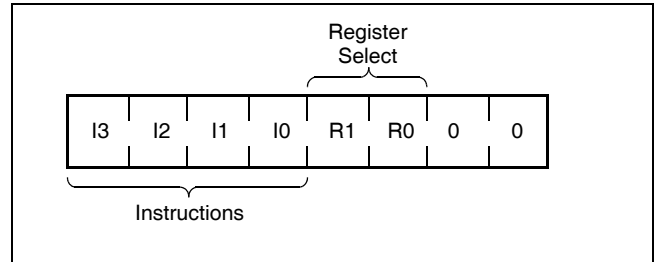 Register
Select
I3 I2 I1 I0 R1 R0 0 0
Instructions